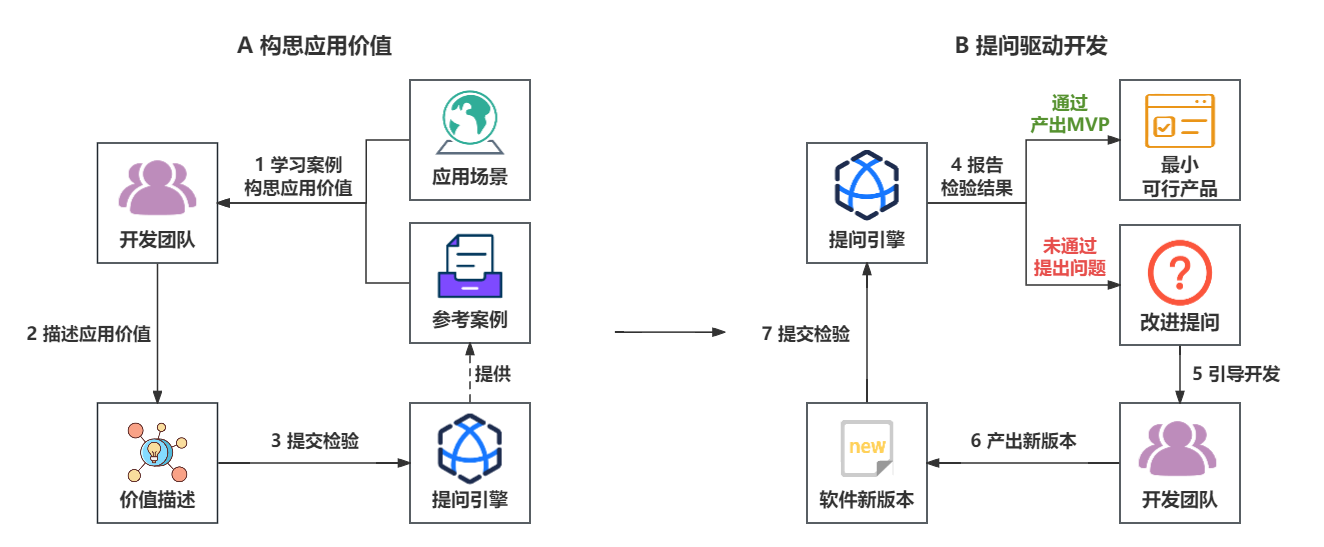 A 构思应用价值
应用场景
1 学习案例
构思应用价值
开发团队
参考案例
2 描述应用价值
提供
3 提交检验
价值描述
提问引擎
B 提问驱动开发
通过
产出MVP
最小
可行产品
4 报告
检验结果
提问引擎
未通过
提出问题
改进提问
7 提交检验
5 引导开发
6 产出新版本
new
软件新版本
开发团队